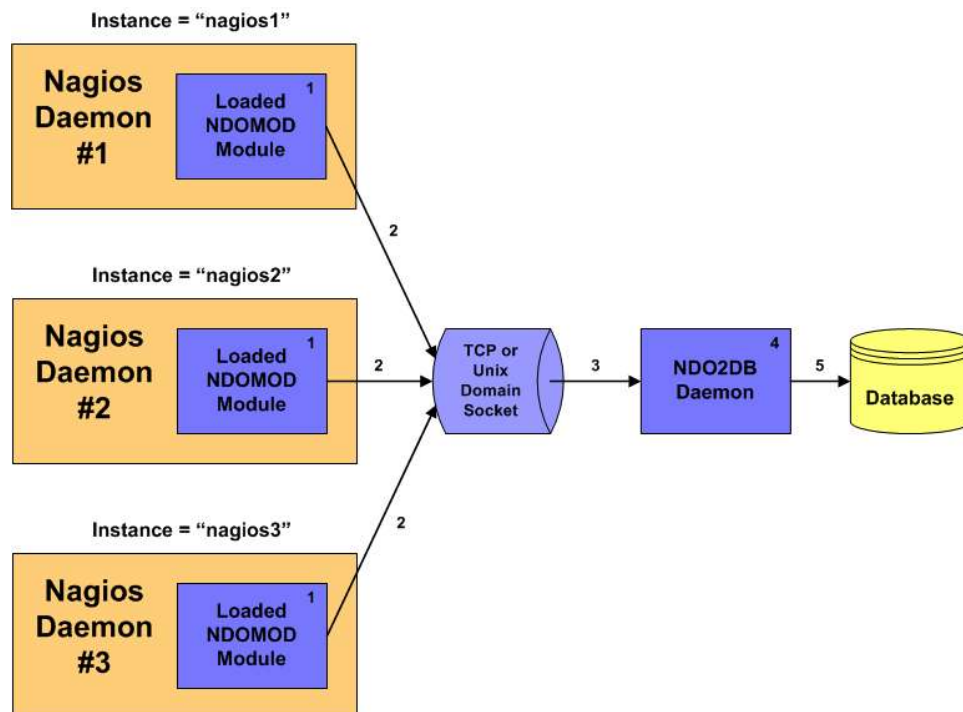 Instance = “nagios1”
Nagios
Daemon
#1
1
Loaded
NDOMOD
Module
2
Instance = “nagios2”
Nagios
Daemon
#2
1
Loaded
NDOMOD
Module
2
TCP or
Unix
Domain
Socket
3
4
NDO2DB
Daemon
5
Database
Instance = “nagios3”
2
Nagios
Daemon
#3
1
Loaded
NDOMOD
Module